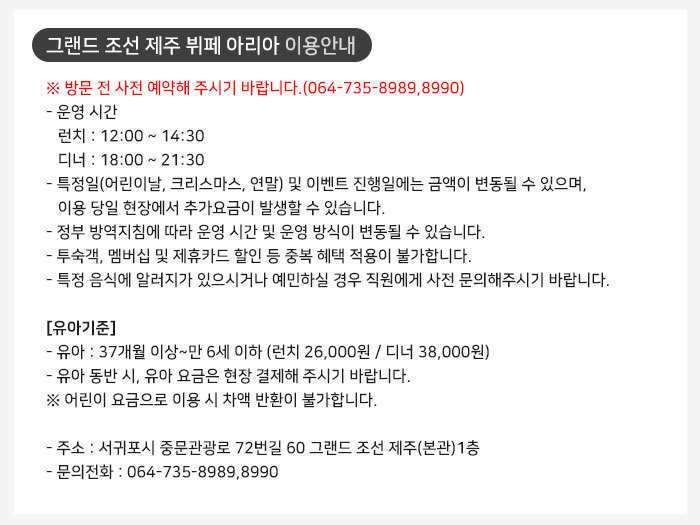 그랜드 조선 제주 뷔페 아리아 이용안내
※ 방문 전 사전 예약해 주시기 바랍니다.(064-735-8989,8990)
- 운영 시간
런치 : 12:00 ~ 14:30
디너 : 18:00 ~ 21:30
- 특정일(어린이날, 크리스마스, 연말) 및 이벤트 진행일에는 금액이 변동될 수 있으며,
이용 당일 현장에서 추가요금이 발생할 수 있습니다.
- 정부 방역지침에 따라 운영 시간 및 운영 방식이 변동될 수 있습니다.
- 투숙객, 멤버십 및 제휴카드 할인 등 중복 혜택 적용이 불가합니다.
- 특정 음식에 알러지가 있으시거나 예민하실 경우 직원에게 사전 문의해주시기 바랍니다.
[유아기준]
- 유아 : 37개월 이상~만 6세 이하 (런치 26,000원 / 디너 38,000원)
- 유아 동반 시, 유아 요금은 현장 결제해 주시기 바랍니다.
※ 어린이 요금으로 이용 시 차액 반환이 불가합니다.
- 주소 : 서귀포시 중문관광로 72번길 60 그랜드 조선 제주(본관)1층
- 문의전화 : 064-735-8989,8990